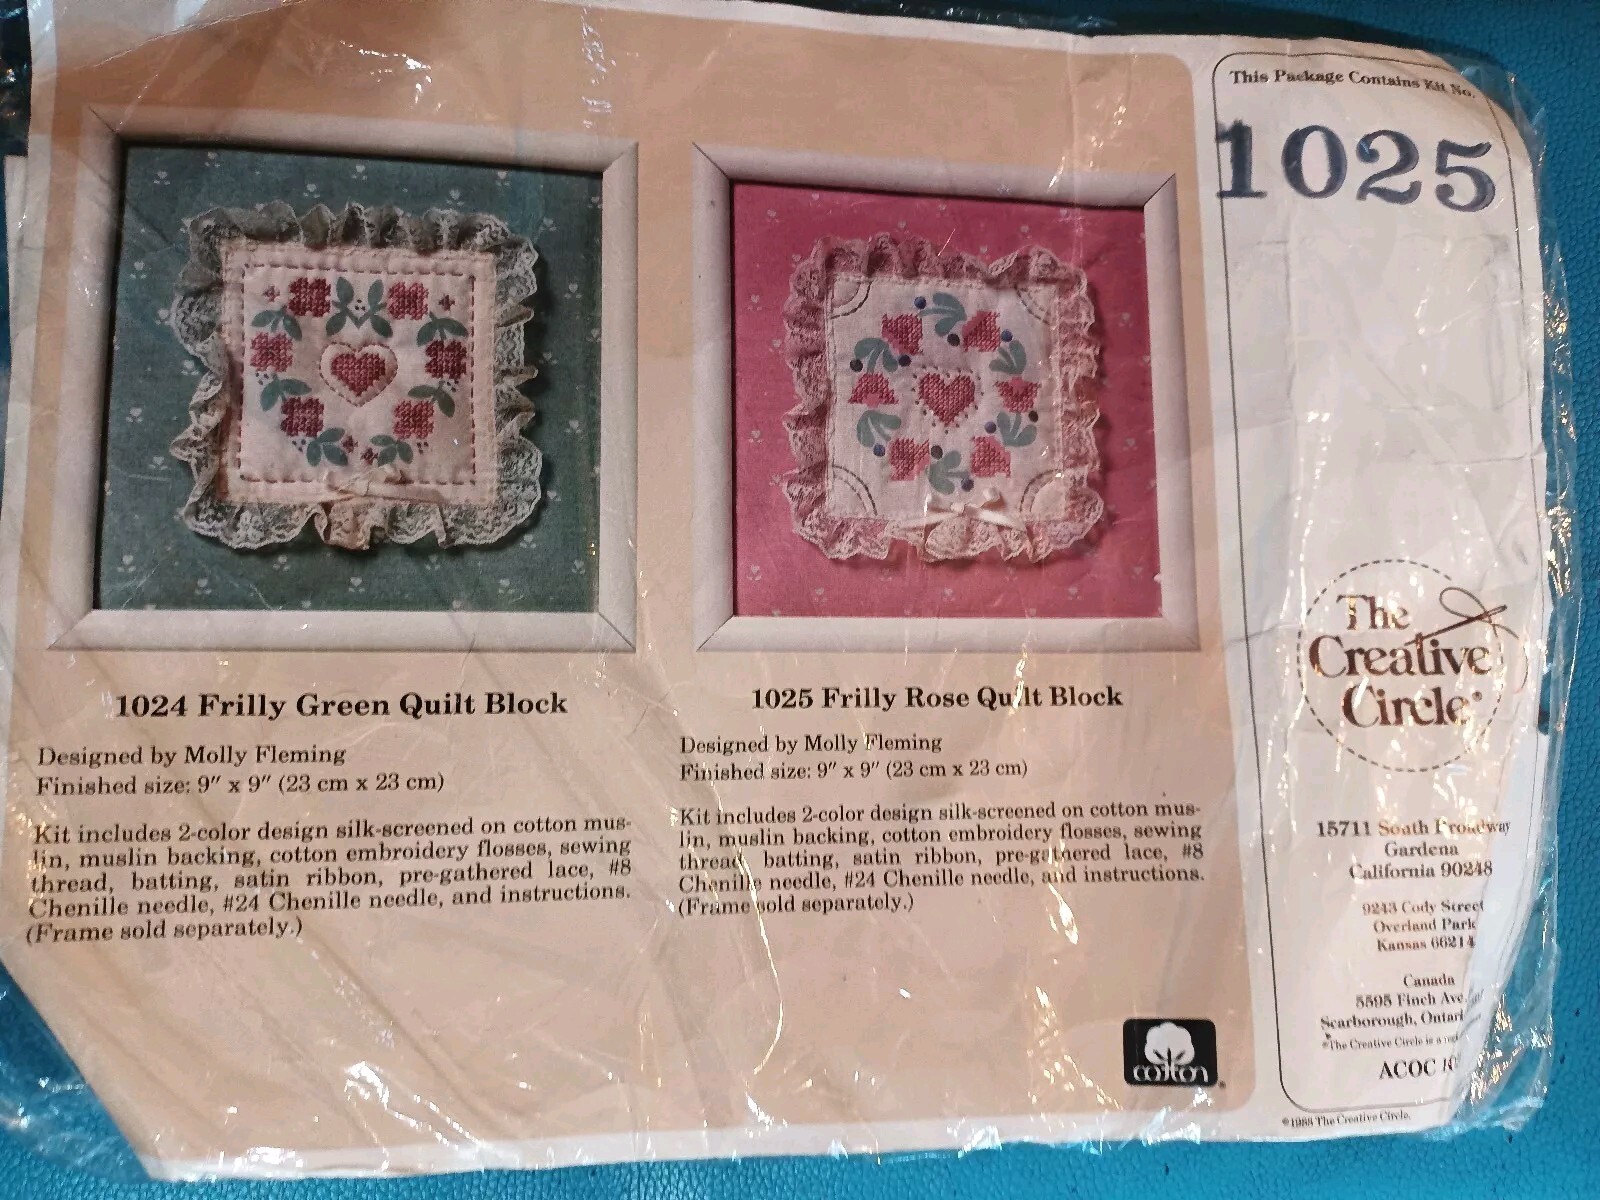 This Package Contains Kit No.
1025
1024 Frilly Green Quilt Block
Designed by Molly Fleming
Finished size: 9″ x 9″ (23 cm x 23 cm)
Kit includes 2-color design silk-screened on cotton mus-
lin, muslin backing, cotton embroidery flosses, sewing
thread, batting, satin ribbon, pre-gathered lace, #8
Chenille needle, #24 Chenille needle, and instructions.
(Frame sold separately.)
1025 Frilly Rose Quilt Block
Designed by Molly Fleming
Finished size: 9″ x 9″ (23 cm x 23 cm)
Kit includes 2-color design silk-screened on cotton mus-
lin, muslin backing, cotton embroidery flosses, sewing
thread, batting, satin ribbon, pre-gathered lace, #8
Chenille needle, #24 Chenille needle, and instructions.
(Frame sold separately.)
cotton
The
Creative
Circle®
15711 South Broadway
Gardena
California 90248
9243 Cody Street
Overland Park
Kansas 66214
Canada
5595 Finch Ave.
Scarborough, Ontari
®The Creative Circle is a
ACOC
©1988 The Creative Circle.